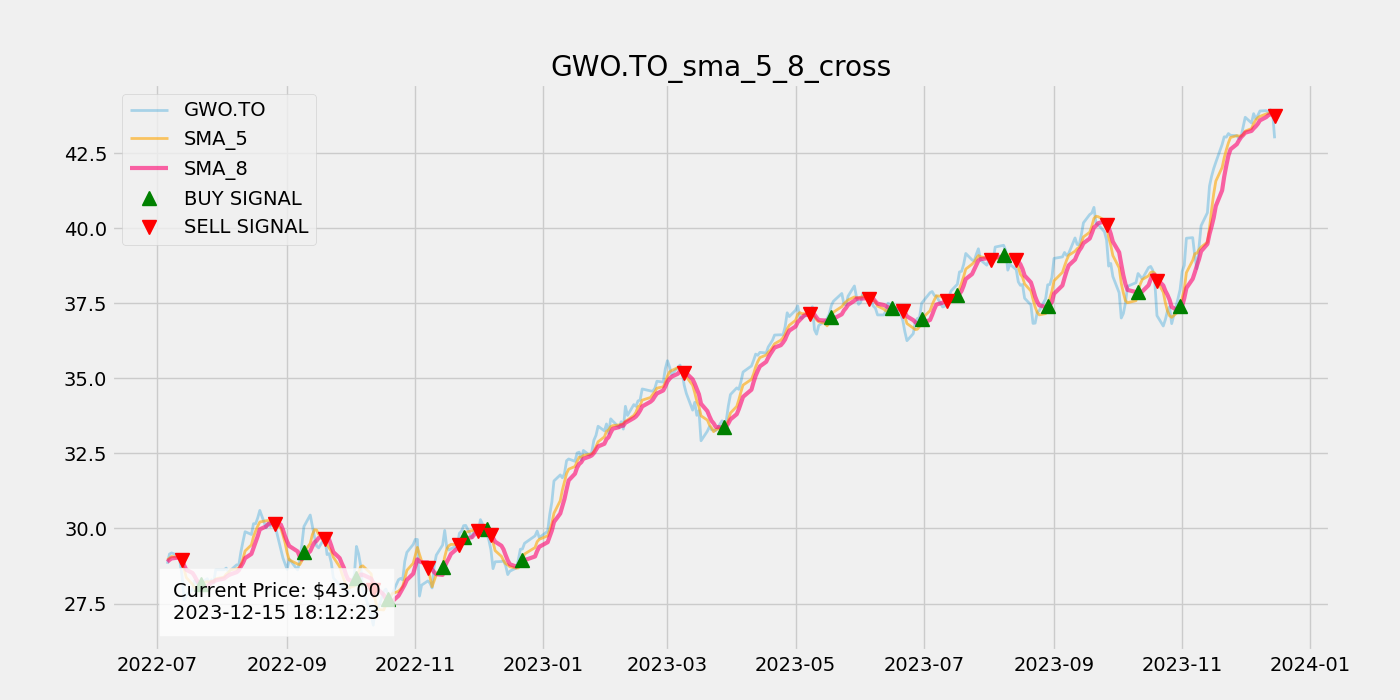 GWO.TO_sma_5_8_cross
GWO.TO
SMA_5
SMA_8
BUY SIGNAL
SELL SIGNAL
42.5
40.0
37.5
35.0
32.5
30.0
27.5
Current Price: $43.00
2023-12-15 18:12:23
2022-07 2022-09 2022-11 2023-01 2023-03 2023-05 2023-07 2023-09 2023-11 2024-01